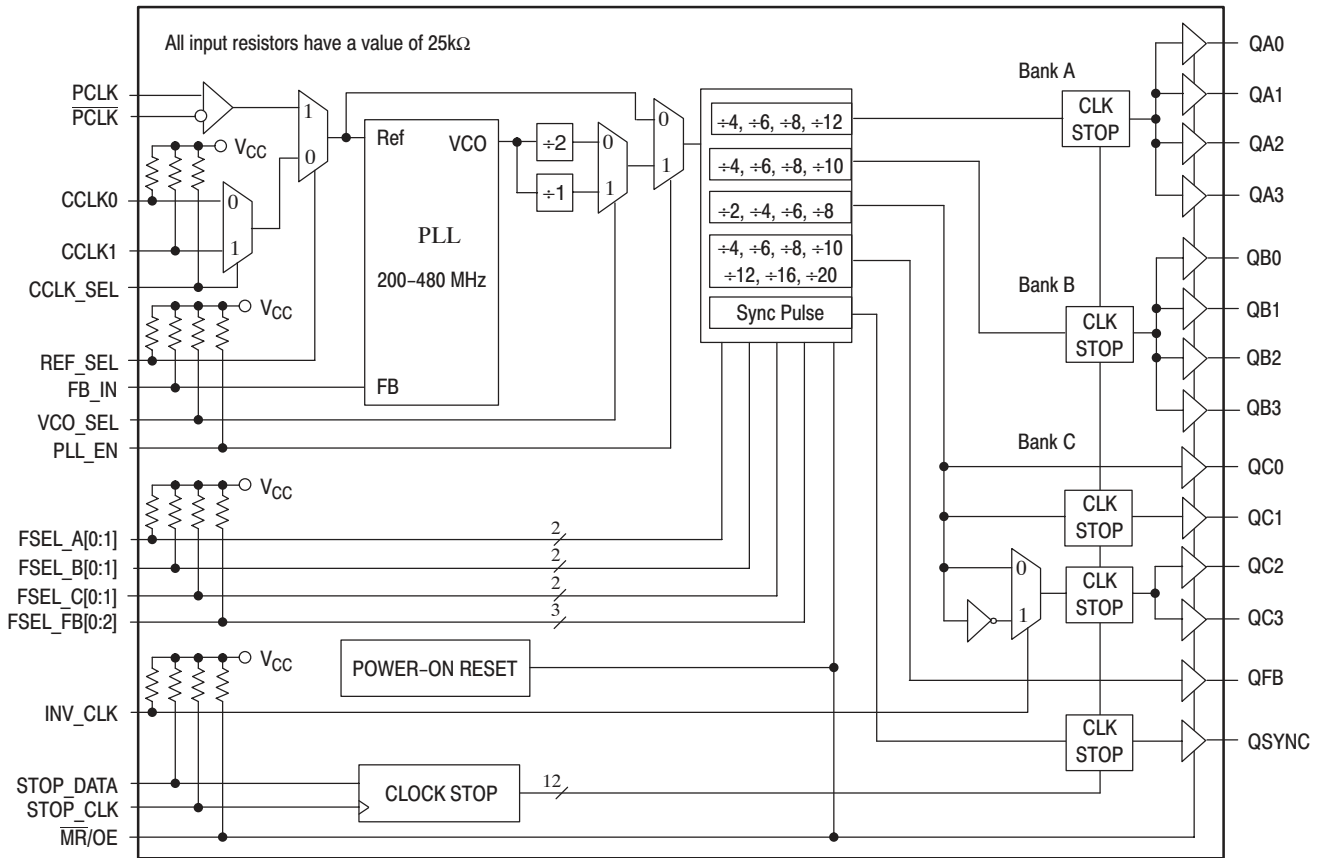 All input resistors have a value of 25kΩ
PCLK
PCLK
VCC
CCLK0
CCLK1
CCLK_SEL
0
1
1
0
VCC
REF_SEL
FB_IN
VCO_SEL
PLL_EN
Ref
VCO
PLL
200–480 MHz
FB
÷2
÷1
0
1
0
1
÷4, ÷6, ÷8, ÷12
÷4, ÷6, ÷8, ÷10
÷2, ÷4, ÷6, ÷8
÷4, ÷6, ÷8, ÷10
÷12, ÷16, ÷20
Sync Pulse
Bank A
CLK
STOP
QA0
QA1
QA2
QA3
Bank B
CLK
STOP
QB0
QB1
QB2
QB3
Bank C
QC0
CLK
STOP
QC1
0
1
CLK
STOP
QC2
QC3
QFB
CLK
STOP
QSYNC
VCC
FSEL_A[0:1]
2
FSEL_B[0:1]
2
FSEL_C[0:1]
2
FSEL_FB[0:2]
3
VCC
POWER–ON RESET
INV_CLK
STOP_DATA
STOP_CLK
MR/OE
CLOCK STOP
12